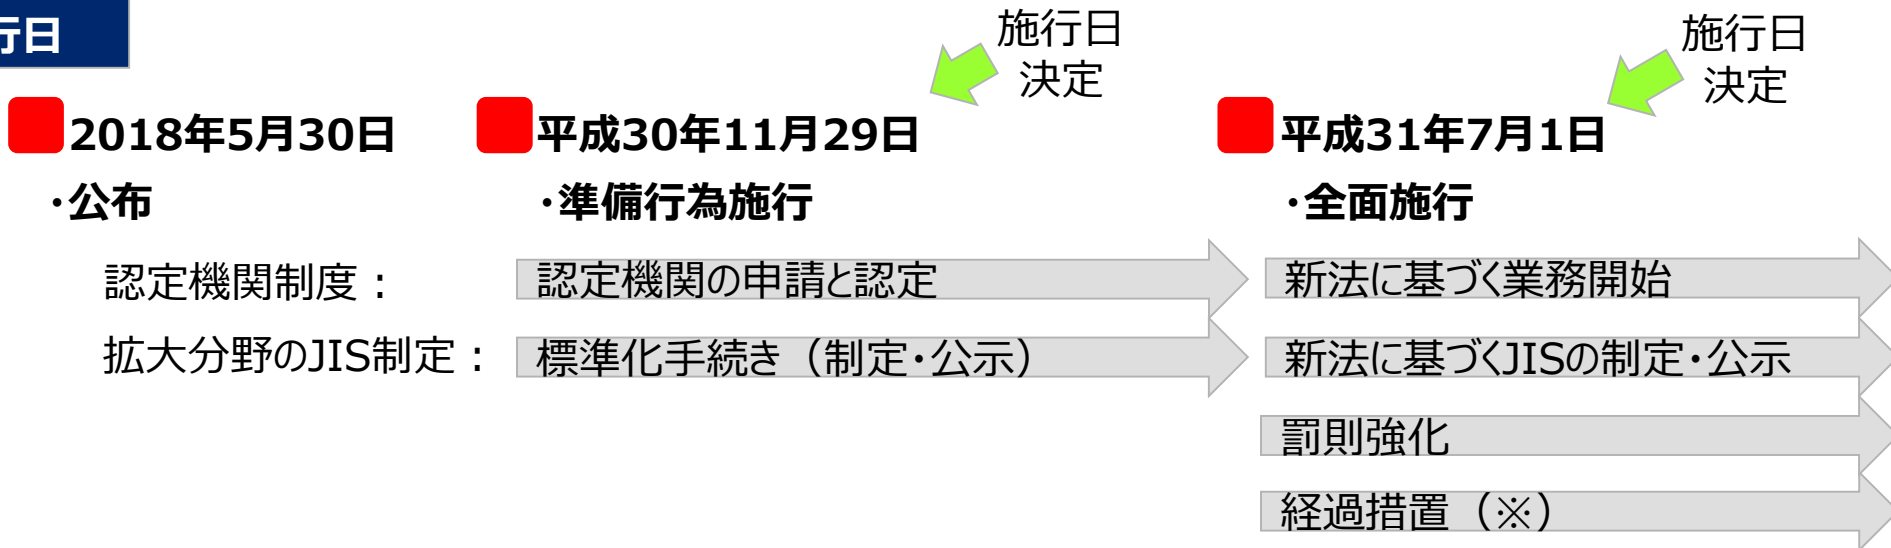 行日
施行日
決定
施行日
決定
2018年5月30日
平成30年11月29日
平成31年7月1日
・公布
・準備行為施行
・全面施行
認定機関制度：
認定機関の申請と認定
新法に基づく業務開始
拡大分野のJIS制定：
標準化手続き（制定・公示）
新法に基づくJISの制定・公示
罰則強化
経過措置（※）